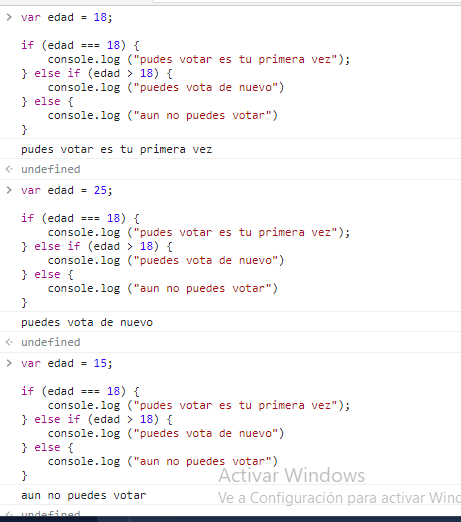 > var edad = 18;
if (edad === 18) {
console.log ("pudes votar es tu primera vez");
} else if (edad > 18) {
console.log ("puedes vota de nuevo")
} else {
console.log ("aun no puedes votar")
}
pudes votar es tu primera vez
undefined
> var edad = 25;
if (edad === 18) {
console.log ("pudes votar es tu primera vez");
} else if (edad > 18) {
console.log ("puedes vota de nuevo")
} else {
console.log ("aun no puedes votar")
}
puedes vota de nuevo
undefined
> var edad = 15;
if (edad === 18) {
console.log ("pudes votar es tu primera vez");
} else if (edad > 18) {
console.log ("puedes vota de nuevo")
} else {
console.log ("aun no puedes votar")
}
Activar Windows
aun no puedes votar
Ve a Configuración para activar Win
undefined